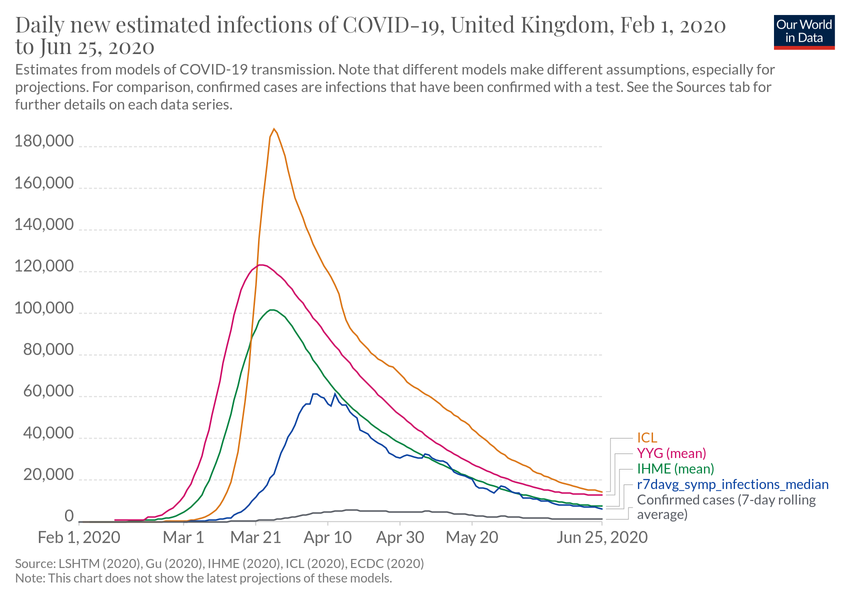 Daily new estimated infections of COVID-19, United Kingdom, Feb 1, 2020
to Jun 25, 2020
Our World
in Data
Estimates from models of COVID-19 transmission. Note that different models make different assumptions, especially for
projections. For comparison, confirmed cases are infections that have been confirmed with a test. See the Sources tab for
further details on each data series.
180,000
160,000
140,000
120,000
100,000
80,000
60,000
40,000
20,000
0
ICL
YYG (mean)
IHME (mean)
r7davg_symp_infections_median
Confirmed cases (7-day rolling
average)
Feb 1, 2020
Mar 1
Mar 21
Apr 10
Apr 30
May 20
Jun 25, 2020
Source: LSHTM (2020), Gu (2020), IHME (2020), ICL (2020), ECDC (2020)
Note: This chart does not show the latest projections of these models.